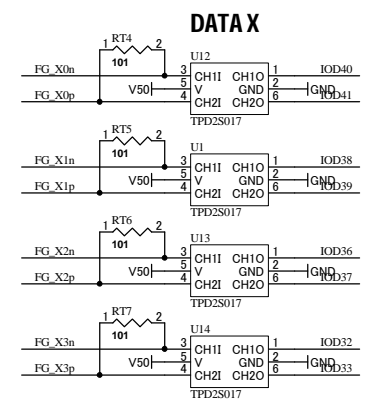 DATA X
1 RT4 2
101
U12
FG_X0n 3 CH1I CH1O 1 IOD40
V50 5 V GND 2 GND
FG_X0p 4 CH2I CH2O 6 IOD41
TPD2S017
1 RT5 2
101
U1
FG_X1n 3 CH1I CH1O 1 IOD38
V50 5 V GND 2 GND
FG_X1p 4 CH2I CH2O 6 IOD39
TPD2S017
1 RT6 2
101
U13
FG_X2n 3 CH1I CH1O 1 IOD36
V50 5 V GND 2 GND
FG_X2p 4 CH2I CH2O 6 IOD37
TPD2S017
1 RT7 2
101
U14
FG_X3n 3 CH1I CH1O 1 IOD32
V50 5 V GND 2 GND
FG_X3p 4 CH2I CH2O 6 IOD33
TPD2S017